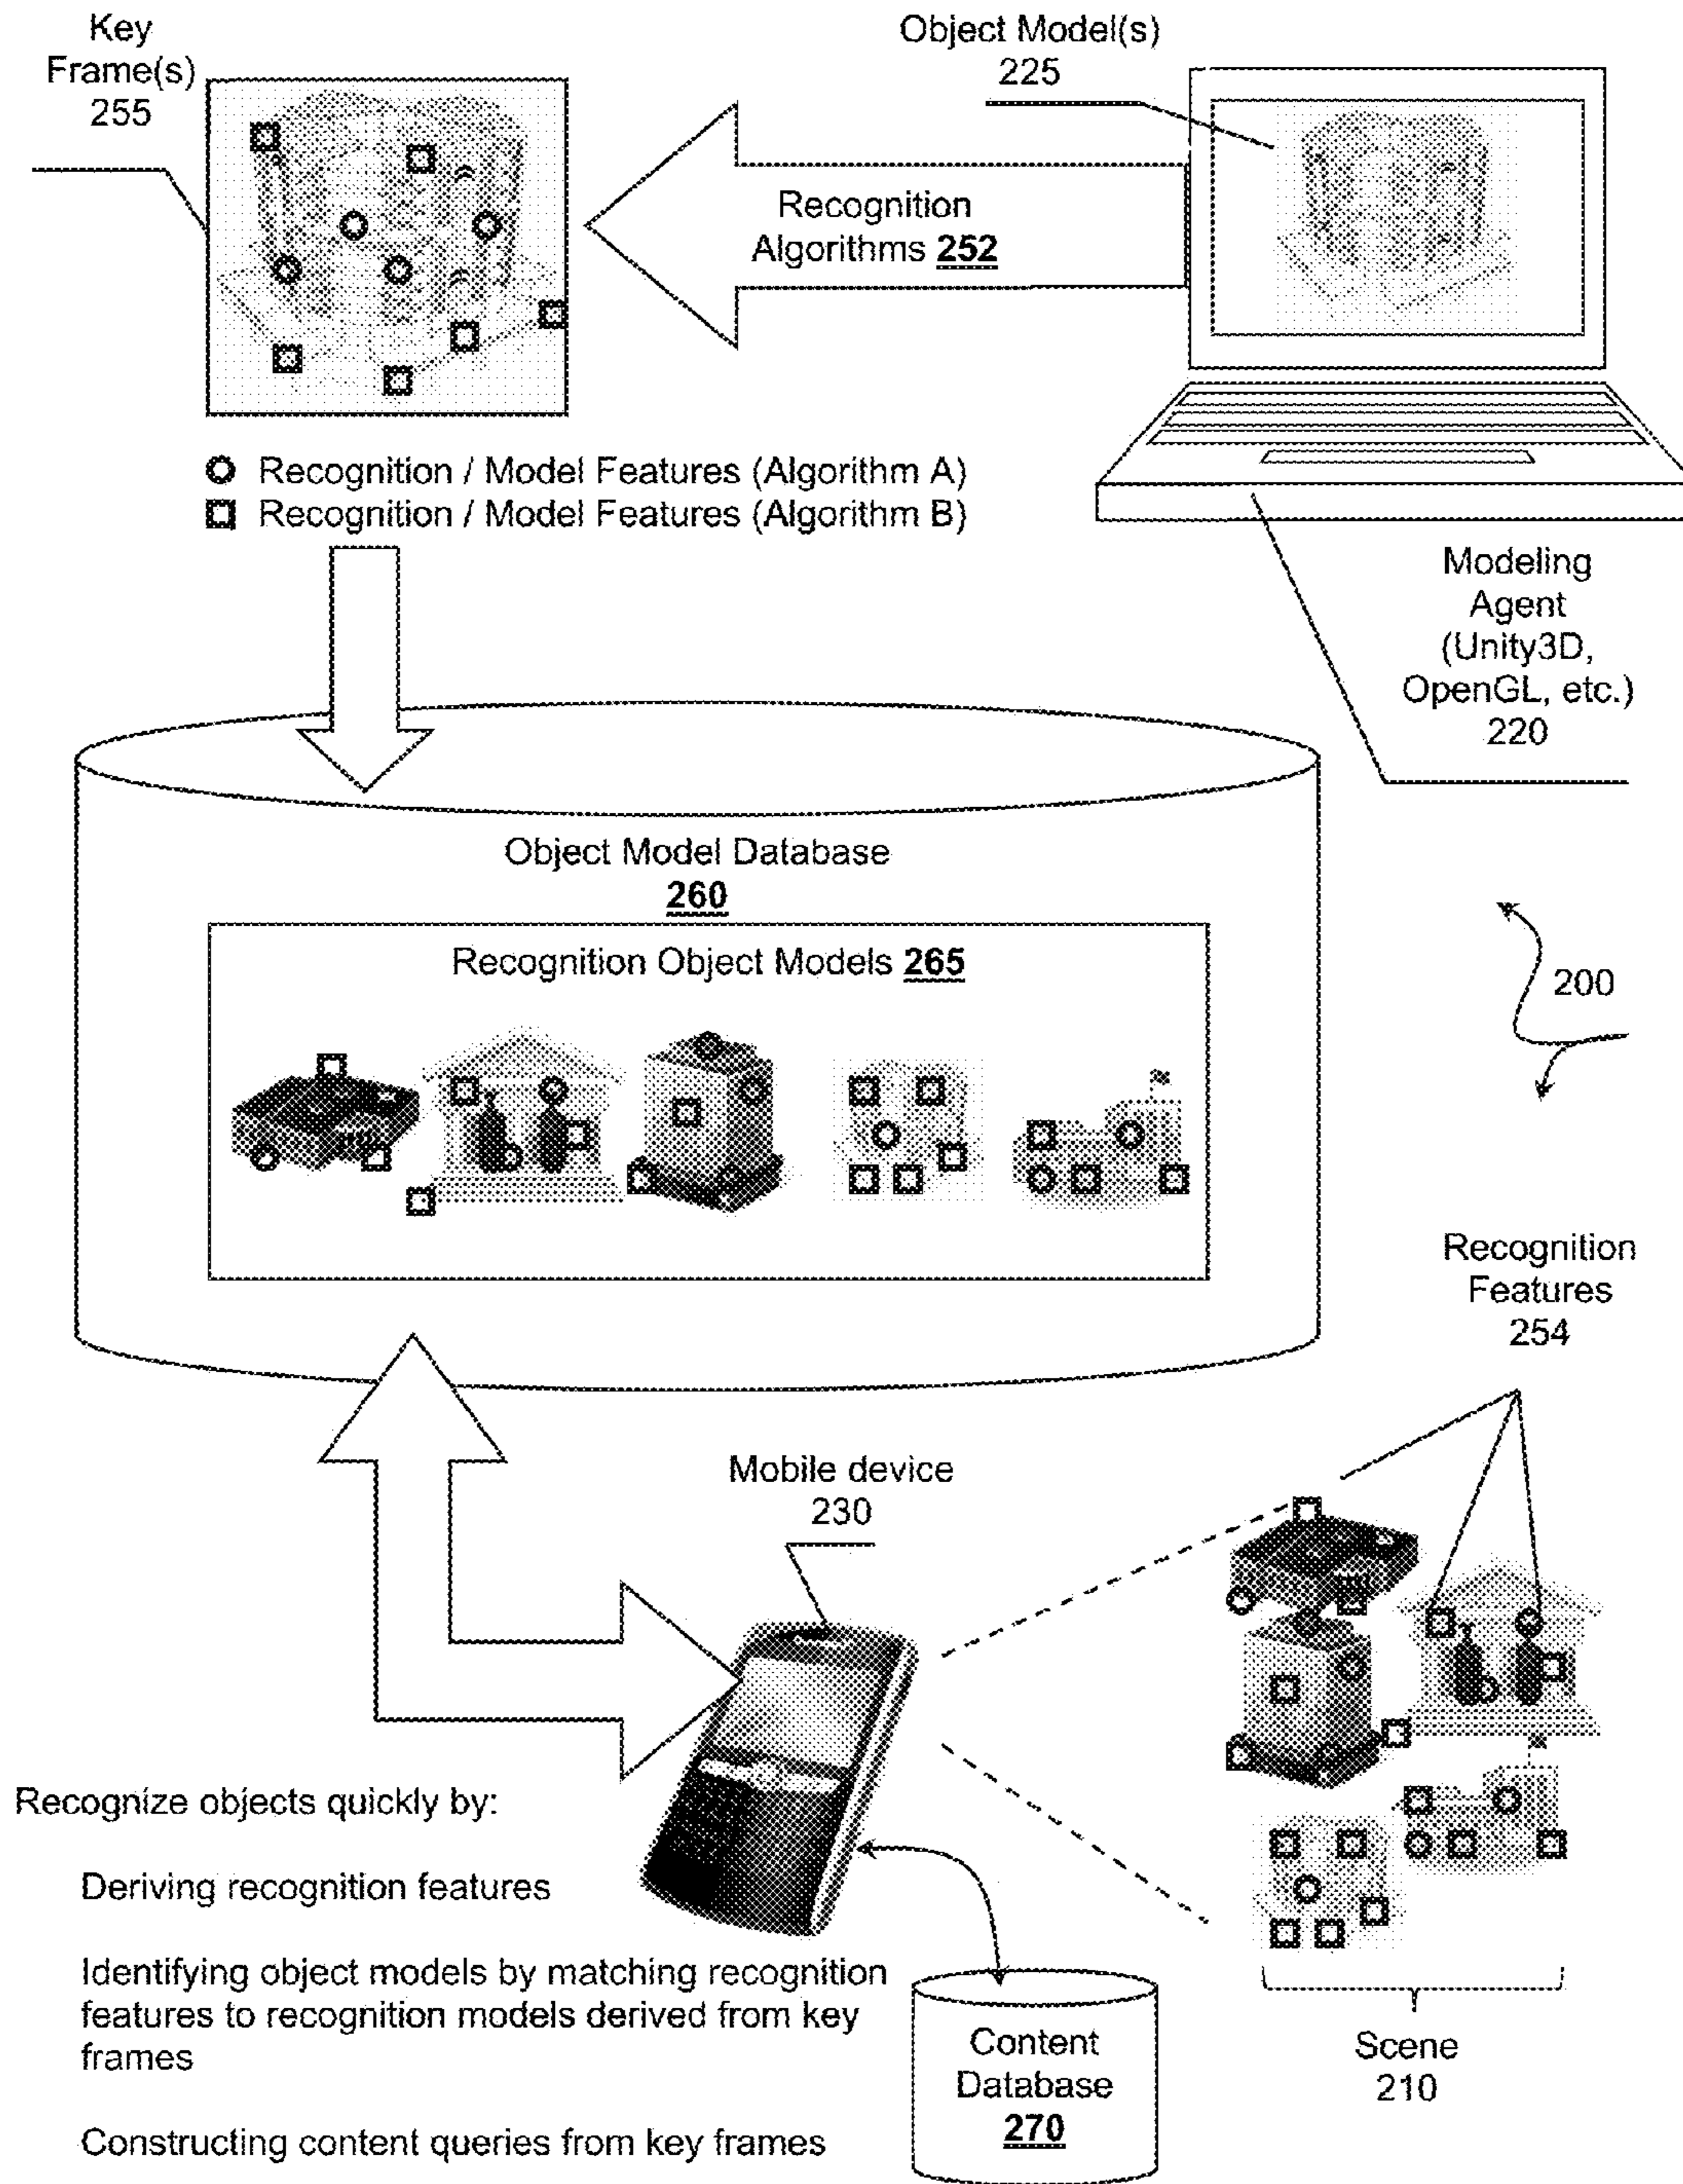 Key
Frame(s)
255
Object Model(s)
225
Recognition
Algorithms 252
Recognition / Model Features (Algorithm A)
Recognition / Model Features (Algorithm B)
Modeling
Agent
(Unity3D,
OpenGL, etc.)
220
Object Model Database
260
Recognition Object Models 265
200
Recognition
Features
254
Mobile device
230
Recognize objects quickly by:
Deriving recognition features
Identifying object models by matching recognition
features to recognition models derived from key
frames
Constructing content queries from key frames
Content
Database
270
Scene
210